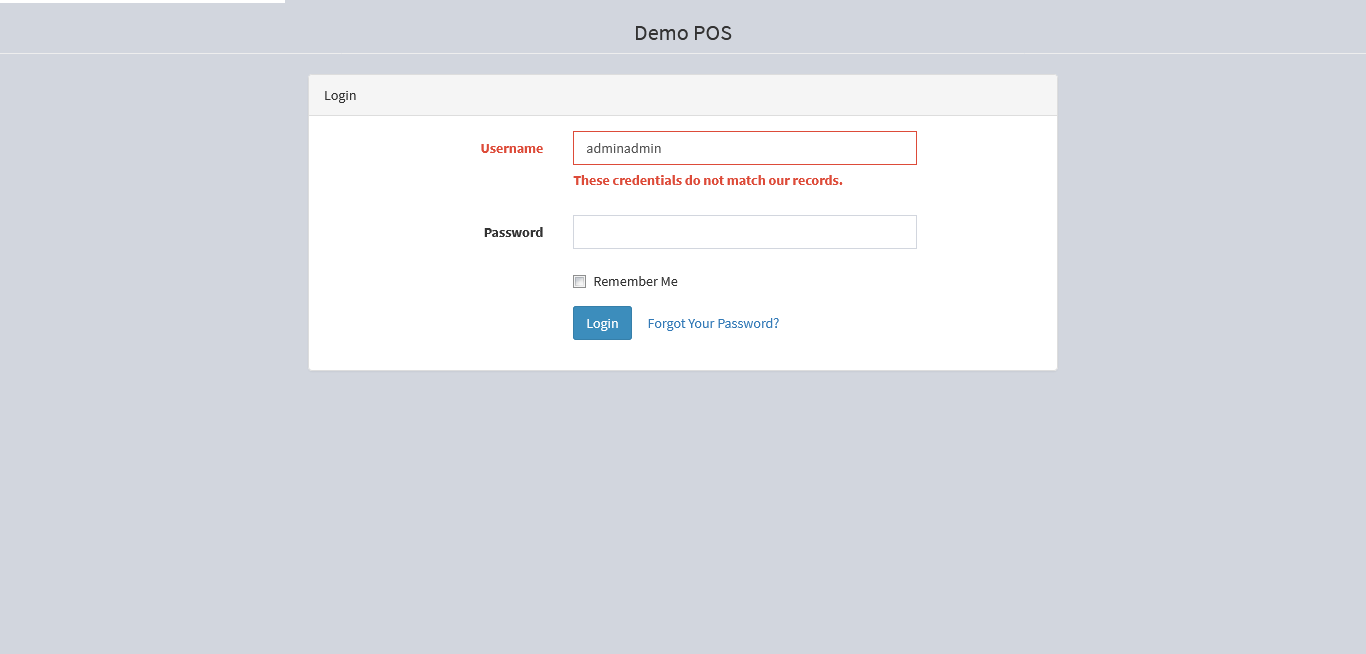 Demo POS
Login
Username
adminadmin
These credentials do not match our records.
Password
Remember Me
Login Forgot Your Password?